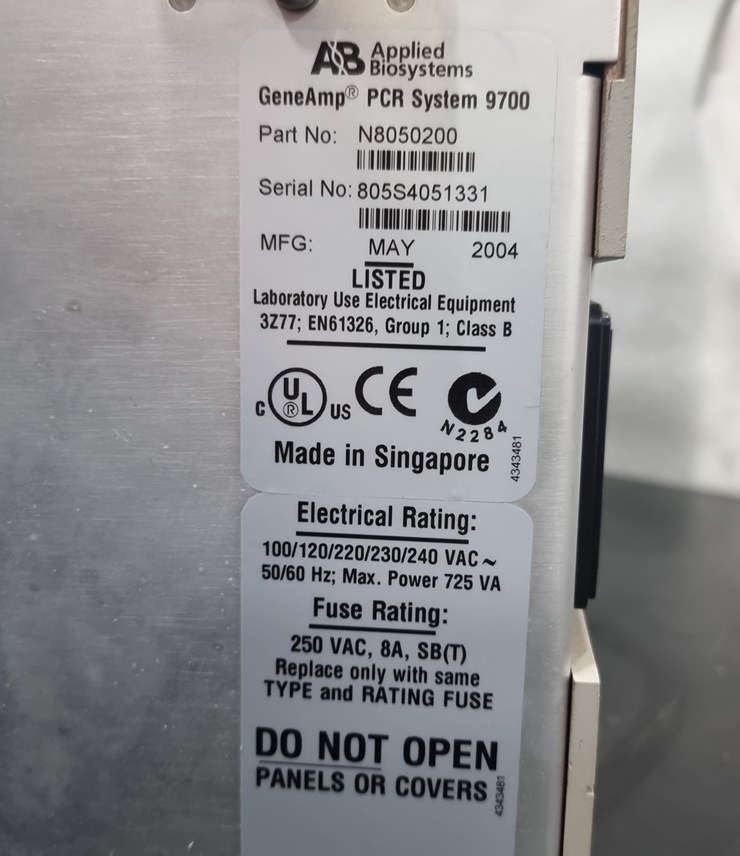 AB Applied
Biosystems
GeneAmp® PCR System 9700
Part No: N8050200
Serial No: 805S4051331
MFG: MAY 2004
LISTED
Laboratory Use Electrical Equipment
3Z77; EN61326, Group 1; Class B
C UL ® US CE
N2284
Made in Singapore
4343481
Electrical Rating:
100/120/220/230/240 VAC ~
50/60 Hz; Max. Power 725 VA
Fuse Rating:
250 VAC, 8A, SB(T)
Replace only with same
TYPE and RATING FUSE
DO NOT OPEN
PANELS OR COVERS
4343481